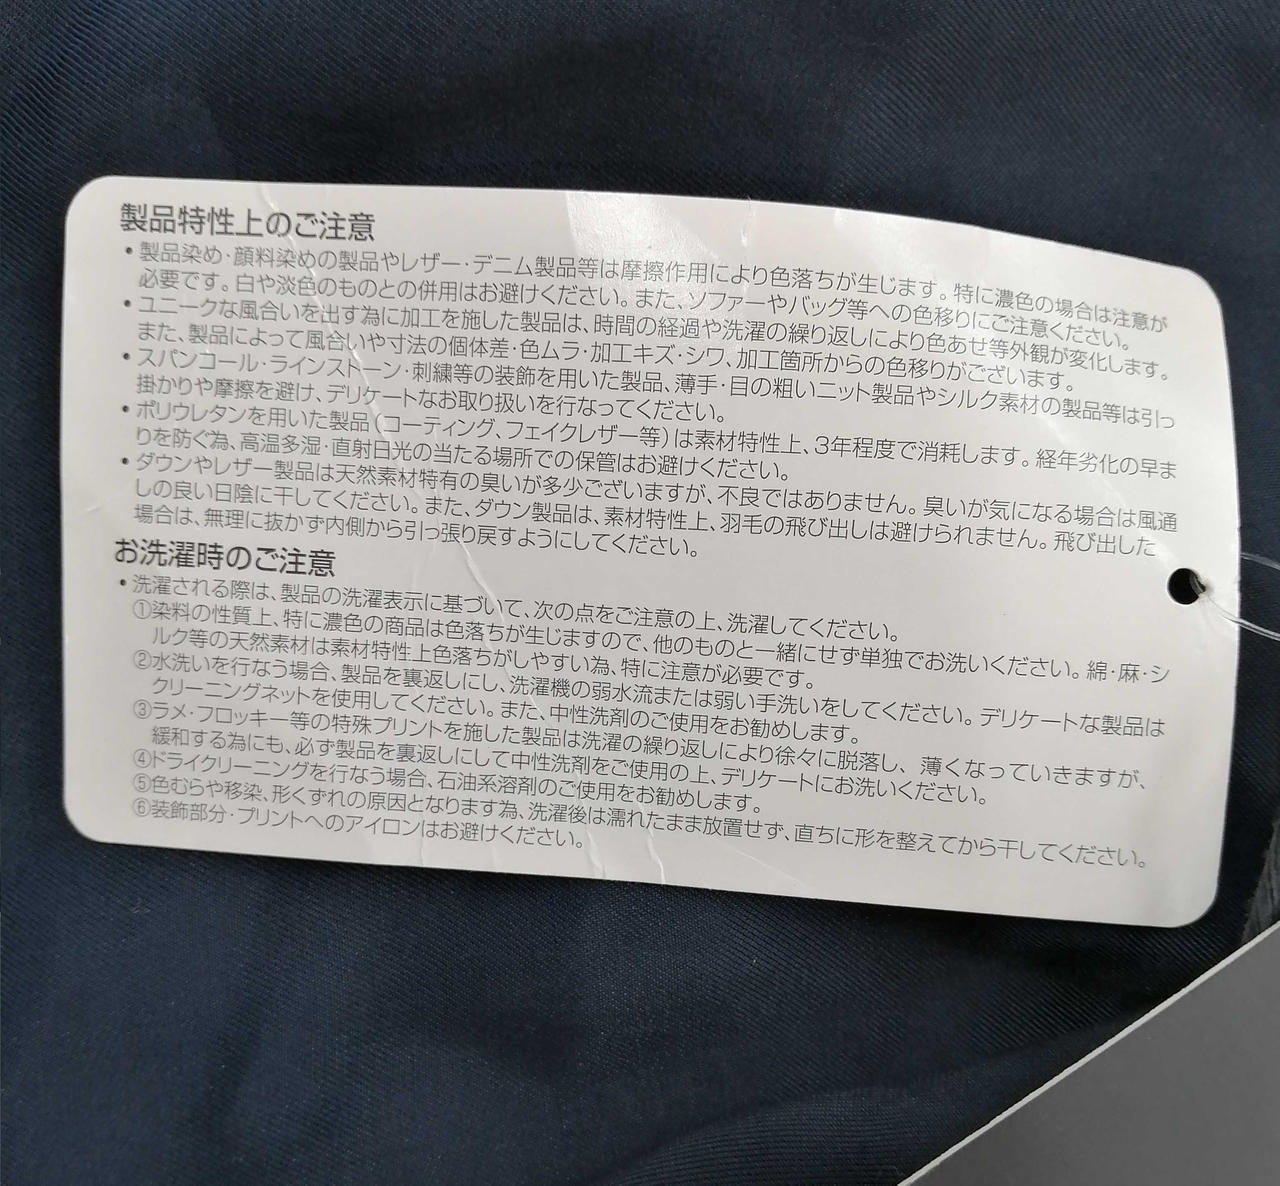 製品特性上のご注意
・製品染め・顔料染めの製品やレザー・デニム製品等は摩擦作用により色落ちが生じます。特に濃色の場合は注意が
必要です。白や淡色のものとの併用はお避けください。また、ソファーやバッグ等への色移りにご注意ください。
・ユニークな風合いを出す為に加工を施した製品は、時間の経過や洗濯の繰り返しにより色あせ等外観が変化します。
また、製品によって風合いや寸法の個体差・色ムラ・加工キズ・シワ、加工箇所からの色移りがございます。
・スパンコール・ラインストーン・刺繍等の装飾を用いた製品、薄手・目の粗いニット製品やシルク素材の製品等は引っ
掛かりや摩擦を避け、デリケートなお取り扱いを行なってください。
・ポリウレタンを用いた製品(コーティング、フェイクレザー等)は素材特性上、3年程度で消耗します。経年劣化の早ま
りを防ぐ為、高温多湿・直射日光の当たる場所での保管はお避けください。
・ダウンやレザー製品は天然素材特有の臭いが多少ございますが、不良ではありません。臭いが気になる場合は風通
しの良い日陰に干してください。また、ダウン製品は、素材特性上、羽毛の飛び出しは避けられません。飛び出した
場合は、無理に抜かず内側から引っ張り戻すようにしてください。
お洗濯時のご注意
・洗濯される際は、製品の洗濯表示に基づいて、次の点をご注意の上、洗濯してください。
①染料の性質上、特に濃色の商品は色落ちが生じますので、他のものと一緒にせず単独でお洗いください。綿・麻・シ
ルク等の天然素材は素材特性上色落ちがしやすい為、特に注意が必要です。
②水洗いを行なう場合、製品を裏返しにし、洗濯機の弱水流または弱い手洗いをしてください。デリケートな製品は
クリーニングネットを使用してください。また、中性洗剤のご使用をお勧めします。
③ラメ・フロッキー等の特殊プリントを施した製品は洗濯の繰り返しにより徐々に脱落し、薄くなっていきますが、
緩和する為にも、必ず製品を裏返しにして中性洗剤をご使用の上、デリケートにお洗いください。
④ドライクリーニングを行なう場合、石油系溶剤のご使用をお勧めします。
⑤色むらや移染、形くずれの原因となります為、洗濯後は濡れたまま放置せず、直ちに形を整えてから干してください。
⑥装飾部分・プリントへのアイロンはお避けください。